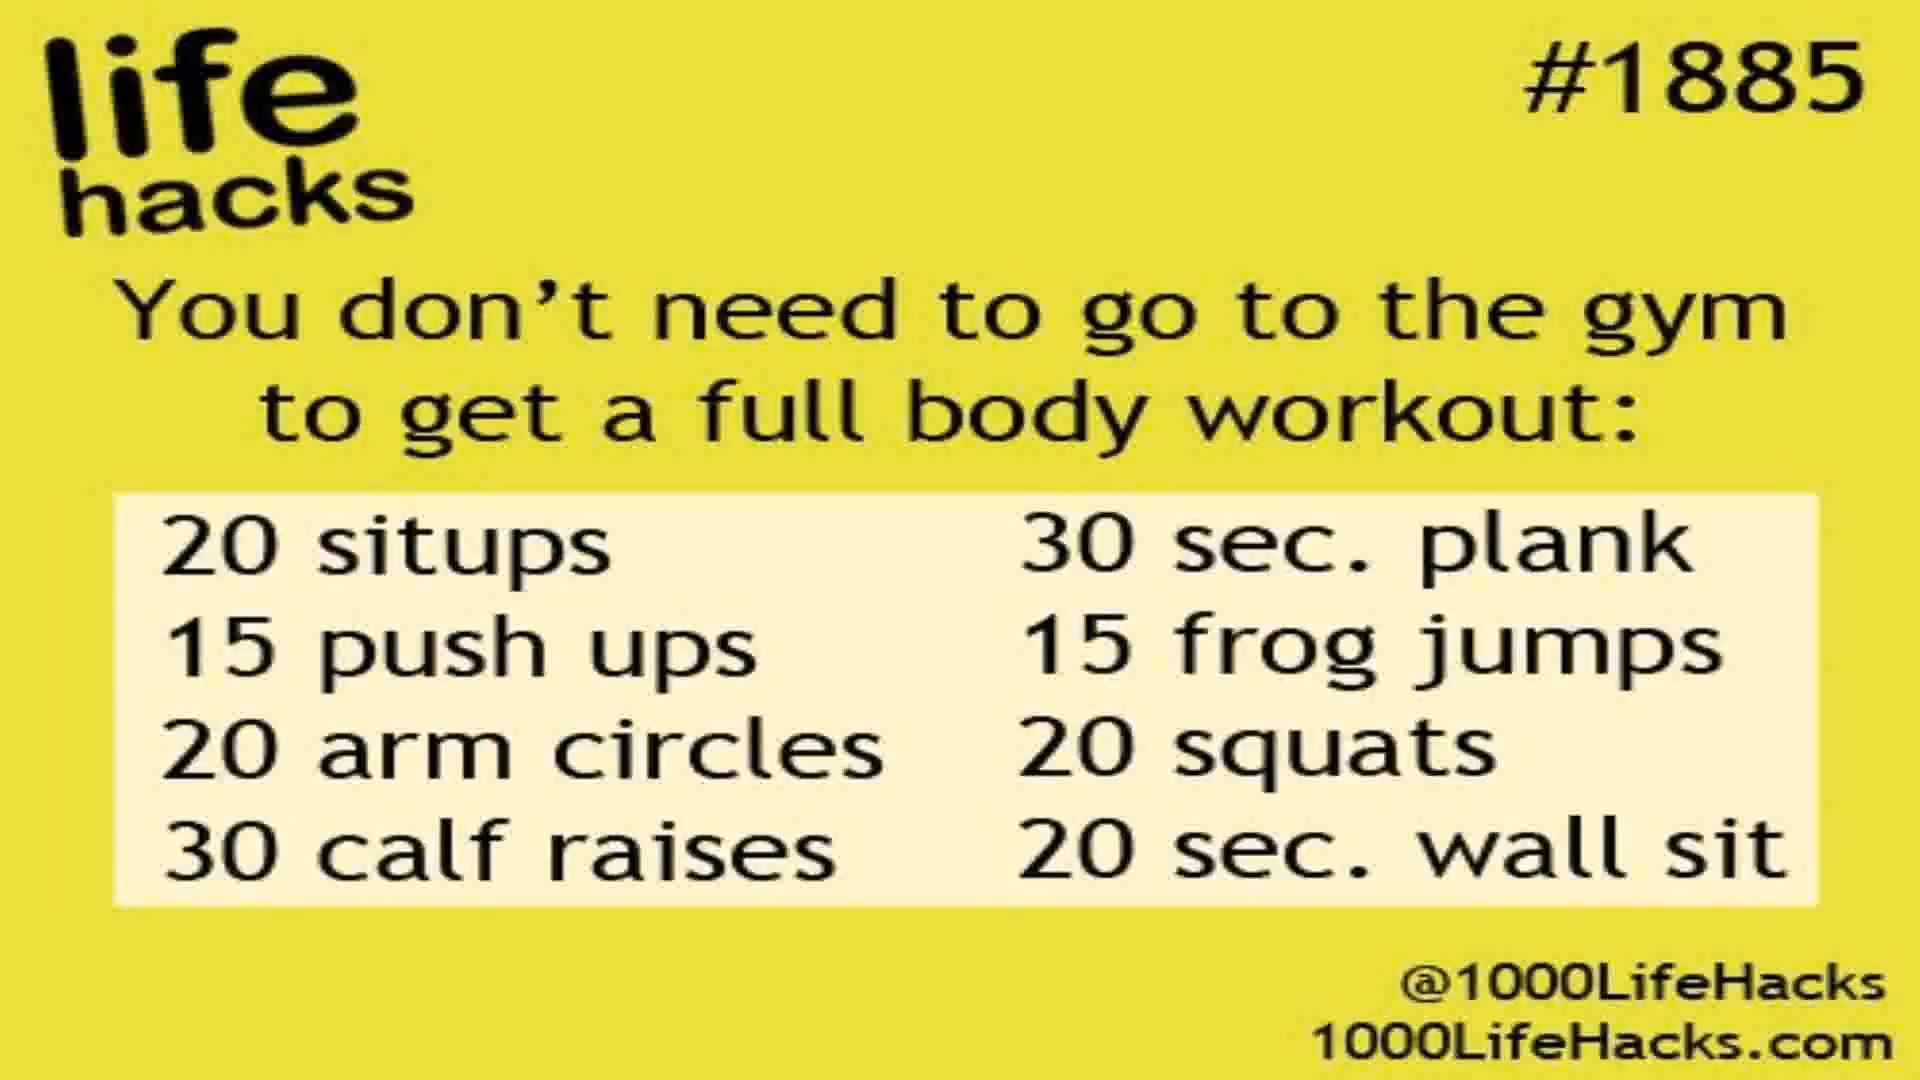 life
hacks
#1885
You don’t need to go to the gym
to get a full body workout:
20 situps
15 push ups
20 arm circles
30 calf raises
30 sec. plank
15 frog jumps
20 squats
20 sec. wall sit
@1000LifeHacks
1000LifeHacks.com